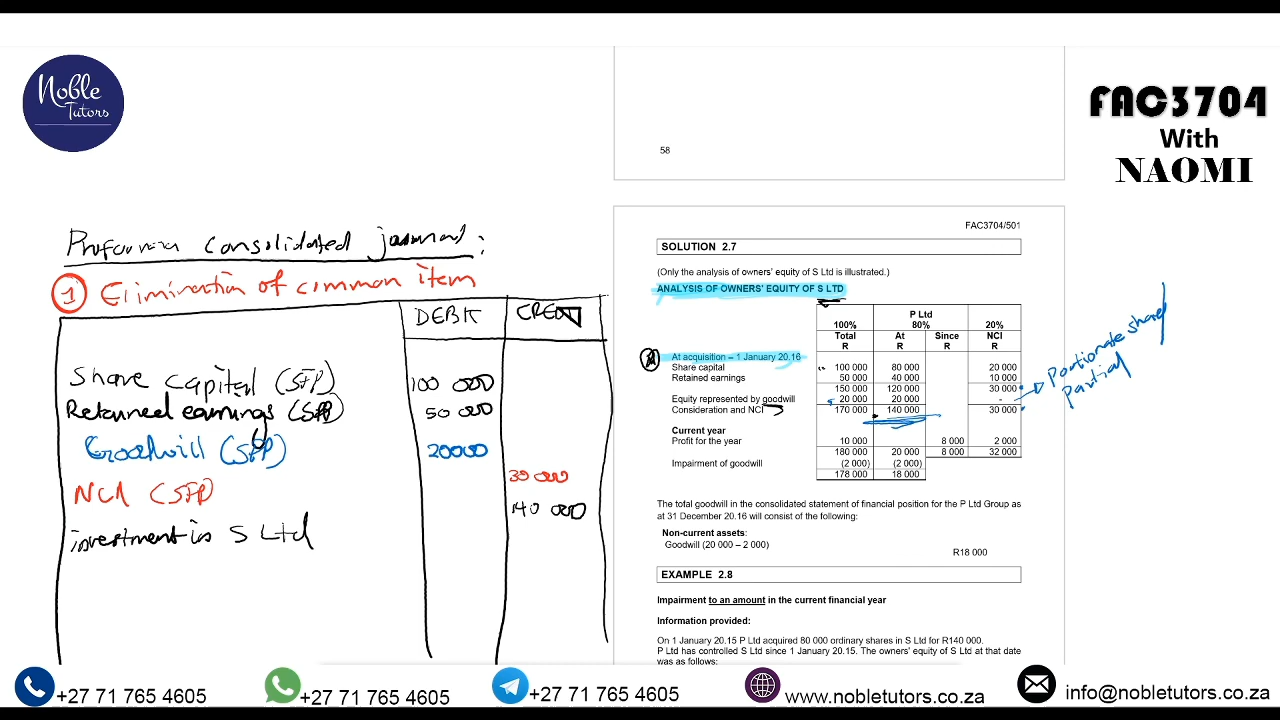 Noble
Tutors
FAC3704
With
NAOMI
58
Proforma consolidated journal:
① Elimination of common item
DEBIT CREDIT
Share capital (SFP) 100 000
Retained earnings (SFP) 50 000
Goodwill (SFP) 20000
NCI (SFP) 30 000
investment in S Ltd 140 000
FAC3704/501
SOLUTION 2.7
(Only the analysis of owners' equity of S Ltd is illustrated.)
ANALYSIS OF OWNERS' EQUITY OF S LTD
P Ltd
100% 80% 20%
Total At Since NCI
R R R R
At acquisition – 1 January 20.16
Share capital 100 000 80 000 20 000
Retained earnings 50 000 40 000 10 000
150 000 120 000 30 000
Equity represented by goodwill 20 000 20 000 -
Consideration and NCI 170 000 140 000 30 000
Current year
Profit for the year 10 000 8 000 2 000
180 000 20 000 8 000 32 000
Impairment of goodwill (2 000) (2 000)
178 000 18 000
Portionate share
partial
The total goodwill in the consolidated statement of financial position for the P Ltd Group as
at 31 December 20.16 will consist of the following:
Non-current assets:
Goodwill (20 000 – 2 000)
R18 000
EXAMPLE 2.8
Impairment to an amount in the current financial year
Information provided:
On 1 January 20.15 P Ltd acquired 80 000 ordinary shares in S Ltd for R140 000.
P Ltd has controlled S Ltd since 1 January 20.15. The owners' equity of S Ltd at that date
was as follows:
+27 71 765 4605 +27 71 765 4605 +27 71 765 4605 www.nobletutors.co.za info@nobletutors.co.za